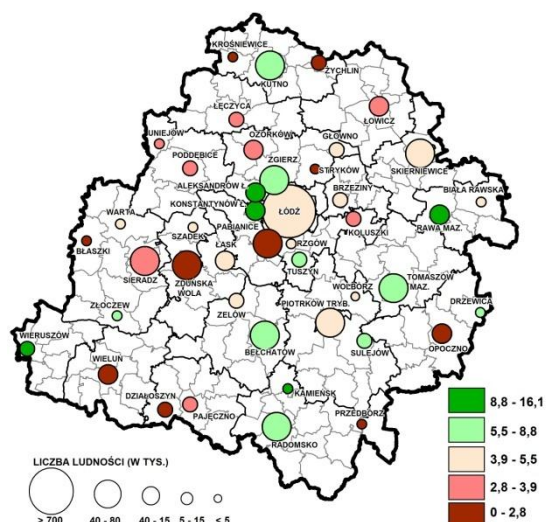 KROŚNIEWICE
ŻYCHLIN
KUTNO
ŁĘCZYCA
ŁOWICZ
UNIEJÓW
OZORKÓW
GŁOWNO
PODDĘBICE
ZGIERZ
STRYKÓW
SKIERNIEWICE
ALEKSANDRÓW Ł.
BRZEZINY
BIAŁA RAWSKA
KONSTANTYNÓW Ł.
ŁÓDŹ
WARTA
PABIANICE
KOLUSZKI
RAWA MAZ.
SZADEK
ŁASK
RZGÓW
BŁASZKI
TUSZYN
SIERADZ
ZDUŃSKA
WOLA
WOLBÓRZ
TOMASZÓW
MAZ.
ZŁOCZEW
ZELÓW
PIOTRKÓW TRYB.
DRZEWICA
WIERUSZÓW
BEŁCHATÓW
SULEJÓW
OPOCZNO
WIELUŃ
DZIAŁOSZYN
PAJĘCZNO
KAMIEŃSK
PRZEDBÓRZ
RADOMSKO
8,8 - 16,1
5,5 - 8,8
3,9 - 5,5
2,8 - 3,9
0 - 2,8
LICZBA LUDNOŚCI (W TYS.)
> 700 40 - 80 40 - 15 5 - 15 < 5